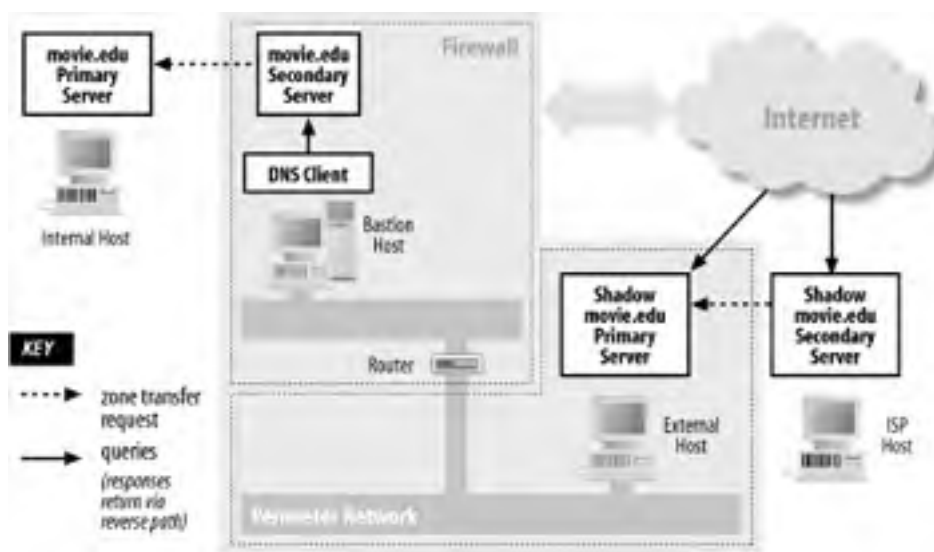 movie.edu
Primary
Server
Internal Host
movie.edu
Secondary
Server
DNS Client
Bastion
Host
Firewall
Internet
Router
Shadow
movie.edu
Primary
Server
External
Host
Shadow
movie.edu
Secondary
Server
ISP
Host
Perimeter Network
KEY
zone transfer
request
queries
(responses
return via
reverse path)